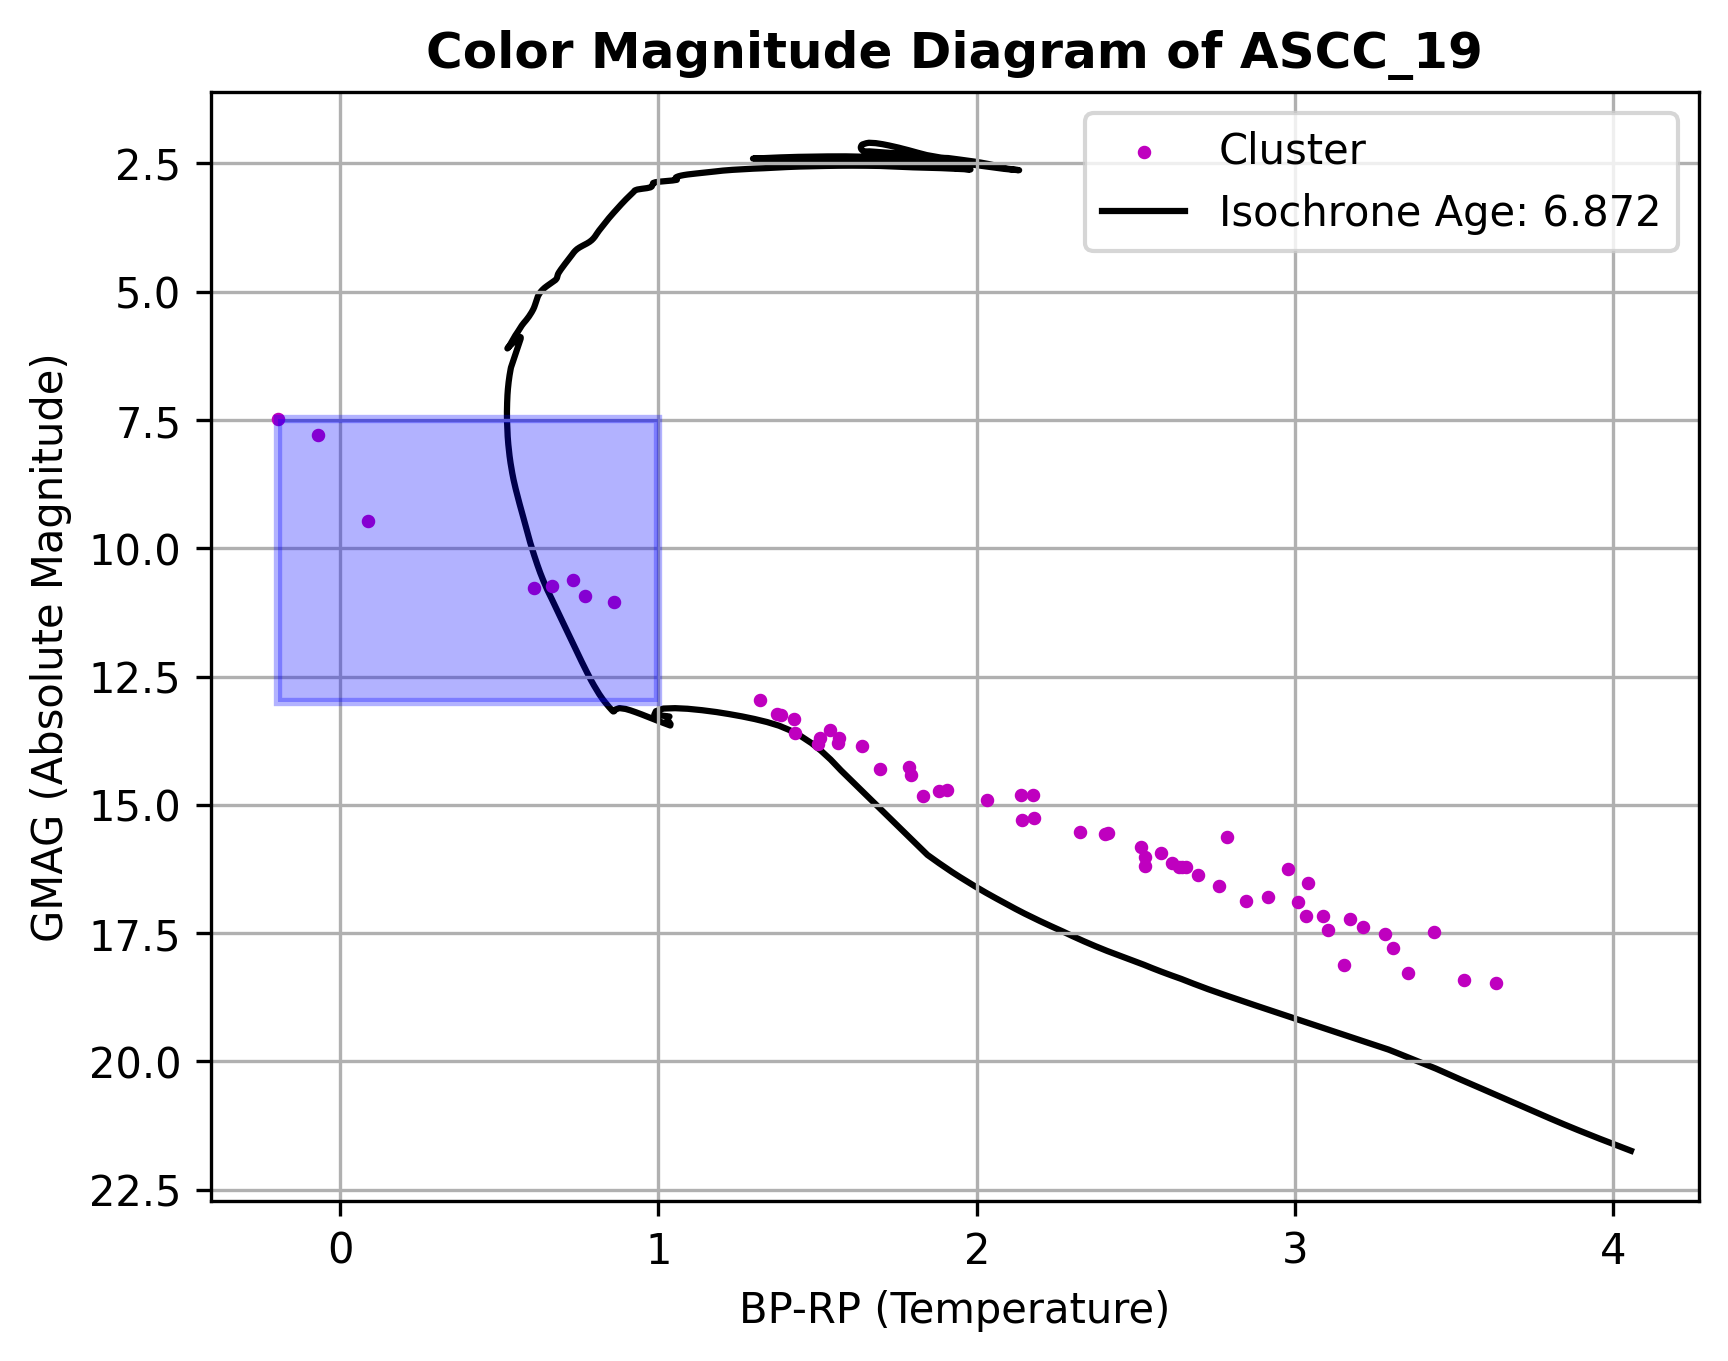 Color Magnitude Diagram of ASCC_19
Cluster
Isochrone Age: 6.872
GMAG (Absolute Magnitude)
2.5
5.0
7.5
10.0
12.5
15.0
17.5
20.0
22.5
0 1 2 3 4
BP-RP (Temperature)